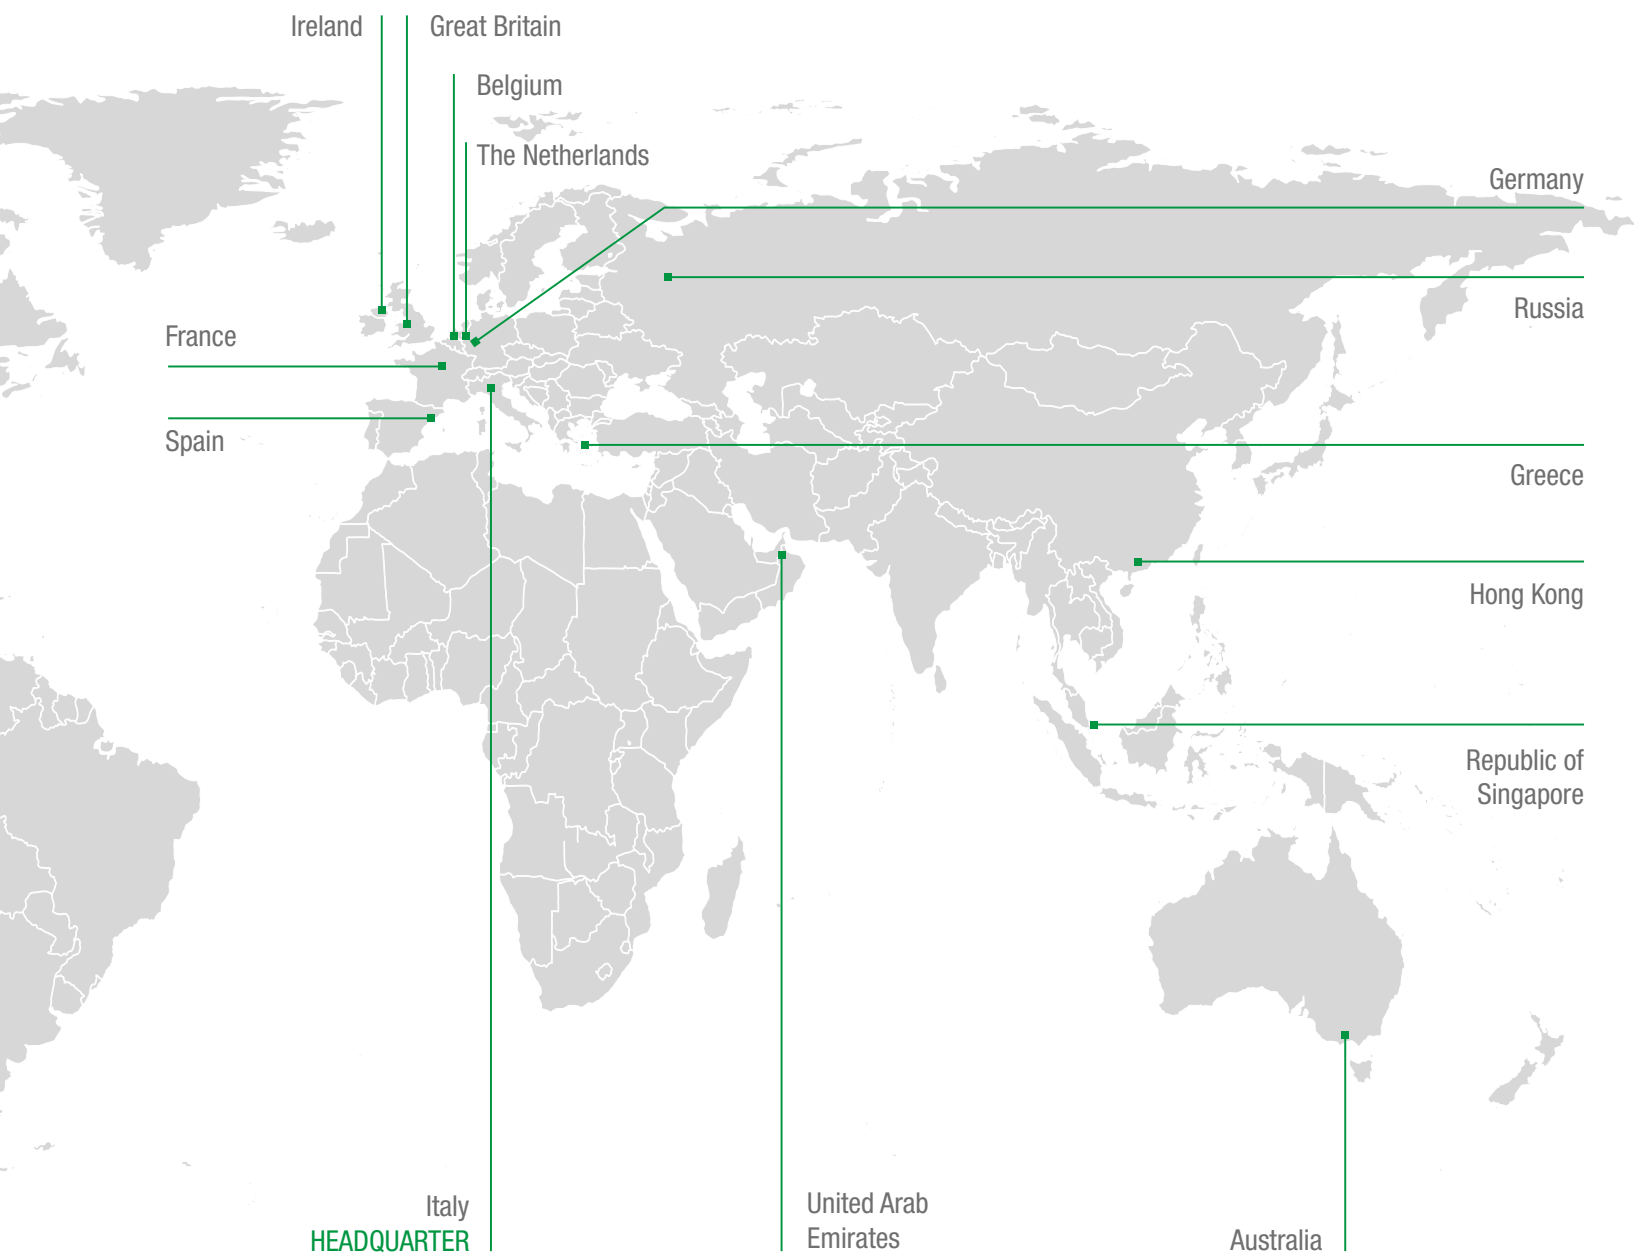 Ireland
Great Britain
Belgium
The Netherlands
Germany
Russia
France
Spain
Greece
Hong Kong
Republic of
Singapore
Italy
HEADQUARTER
United Arab
Emirates
Australia